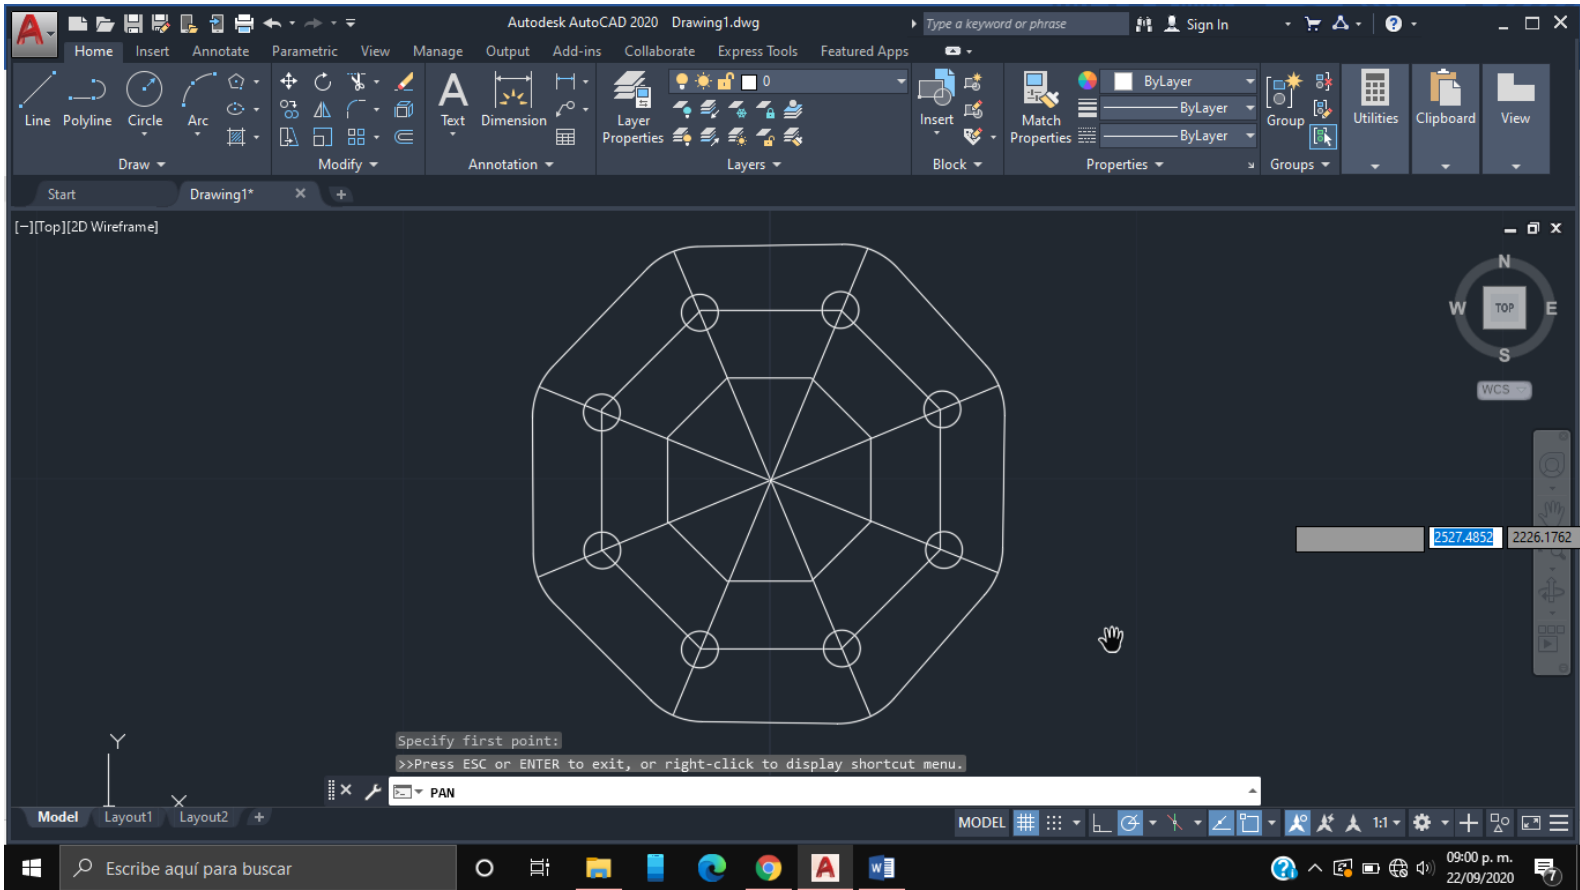 Autodesk AutoCAD 2020 Drawing1.dwg
Type a keyword or phrase
Sign In
Home Insert Annotate Parametric View Manage Output Add-ins Collaborate Express Tools Featured Apps
Line Polyline Circle Arc
Text Dimension
Layer Properties
0
Insert
Match Properties
ByLayer
ByLayer
ByLayer
Group
Utilities Clipboard View
Draw Modify Annotation Layers Block Properties Groups
Start Drawing1*
[−][Top][2D Wireframe]
N
W TOP E
S
WCS
2527.4852 2226.1762
Specify first point:
>>Press ESC or ENTER to exit, or right-click to display shortcut menu.
PAN
Y
X
Model Layout1 Layout2 +
MODEL 1:1
Escribe aquí para buscar
09:00 p. m.
22/09/2020
7